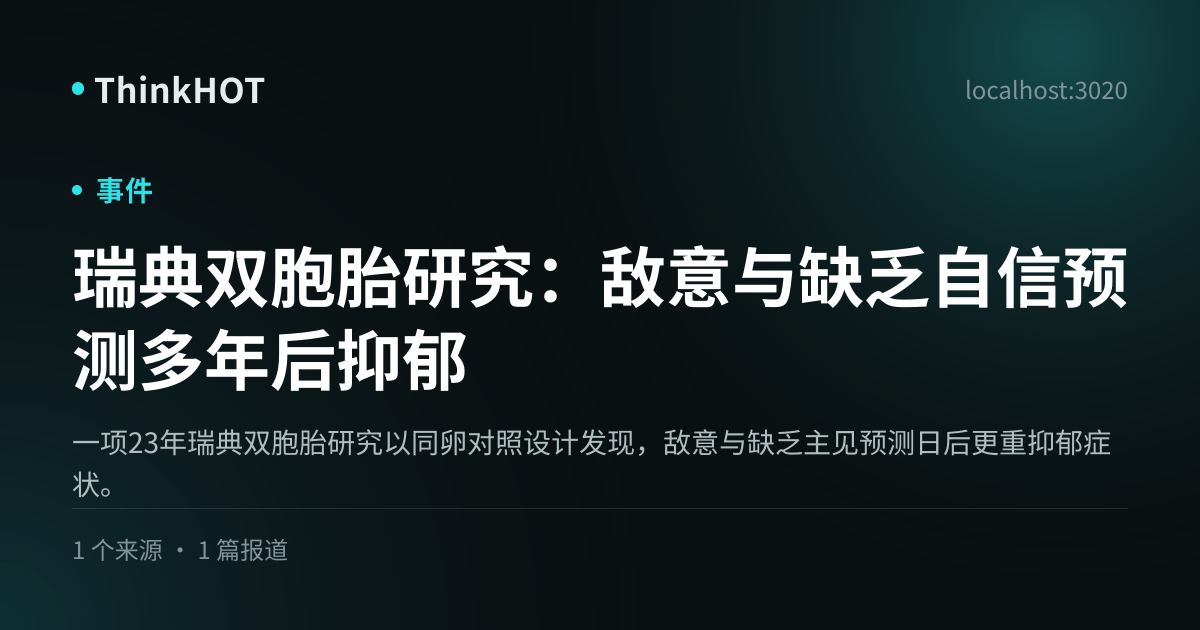 ThinkHOT
localhost:3020
事件
瑞典双胞胎研究：敌意与缺乏自信预
测多年后抑郁
一项23年瑞典双胞胎研究以同卵对照设计发现，敌意与缺乏主见预测日后更重抑郁症
状。
1 个来源 · 1 篇报道